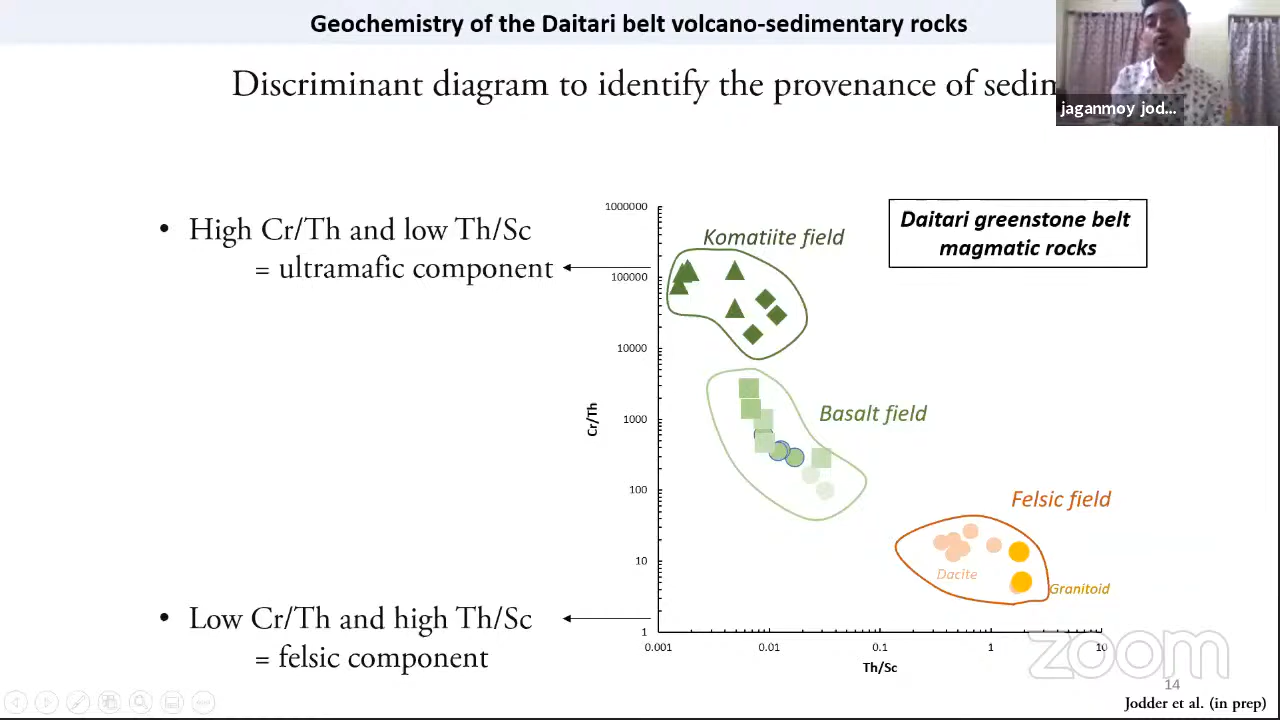 Geochemistry of the Daitari belt volcano-sedimentary rocks
Discriminant diagram to identify the provenance of sedim
jaganmoy jod...
• High Cr/Th and low Th/Sc
= ultramafic component
• Low Cr/Th and high Th/Sc
= felsic component
Daitari greenstone belt
magmatic rocks
Komatiite field
Basalt field
Felsic field
Dacite
Granitoid
Cr/Th
1000000
100000
10000
1000
100
10
1
0.001 0.01 0.1 1 10
Th/Sc
zoom
14
Jodder et al. (in prep)